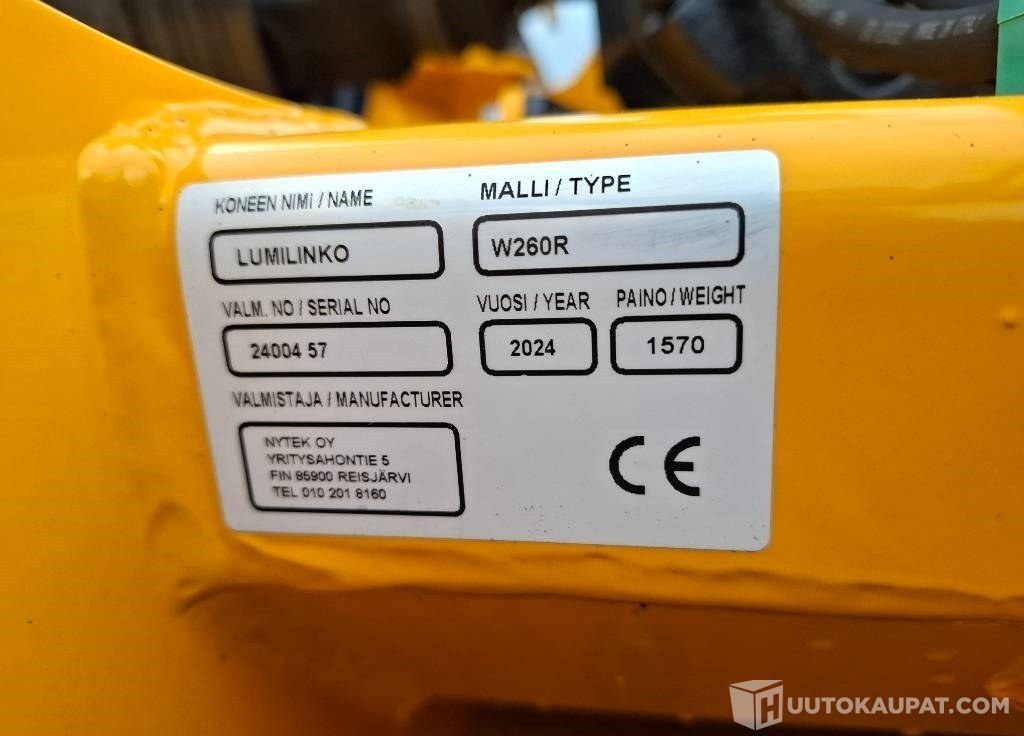 KONEEN NIMI / NAME
MALLI / TYPE
LUMILINKO
W260R
VALM. NO / SERIAL NO
VUOSI / YEAR
PAINO / WEIGHT
24004 57
2024
1570
VALMISTAJA / MANUFACTURER
NYTEK OY
YRITYSAHONTIE 5
FIN 85900 REISJÄRVI
TEL 010 201 8160
CE
HUUTOKAUPAT.COM